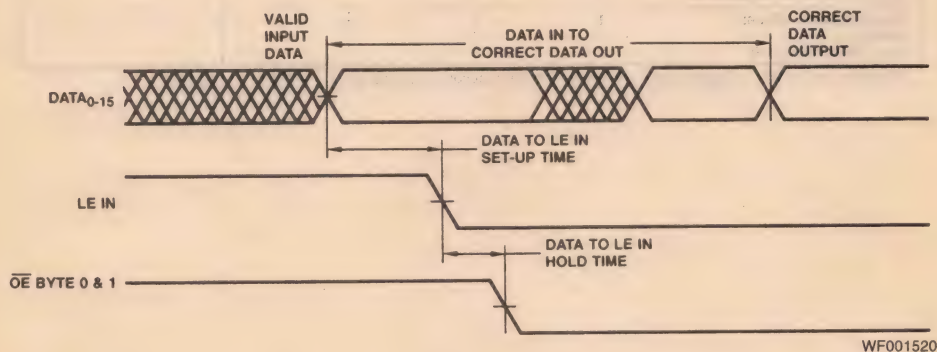 VALID
INPUT
DATA
DATA IN TO
CORRECT DATA OUT
CORRECT
DATA
OUTPUT
DATA0-15
DATA TO LE IN
SET-UP TIME
LE IN
DATA TO LE IN
HOLD TIME
OE BYTE 0 & 1
WF001520